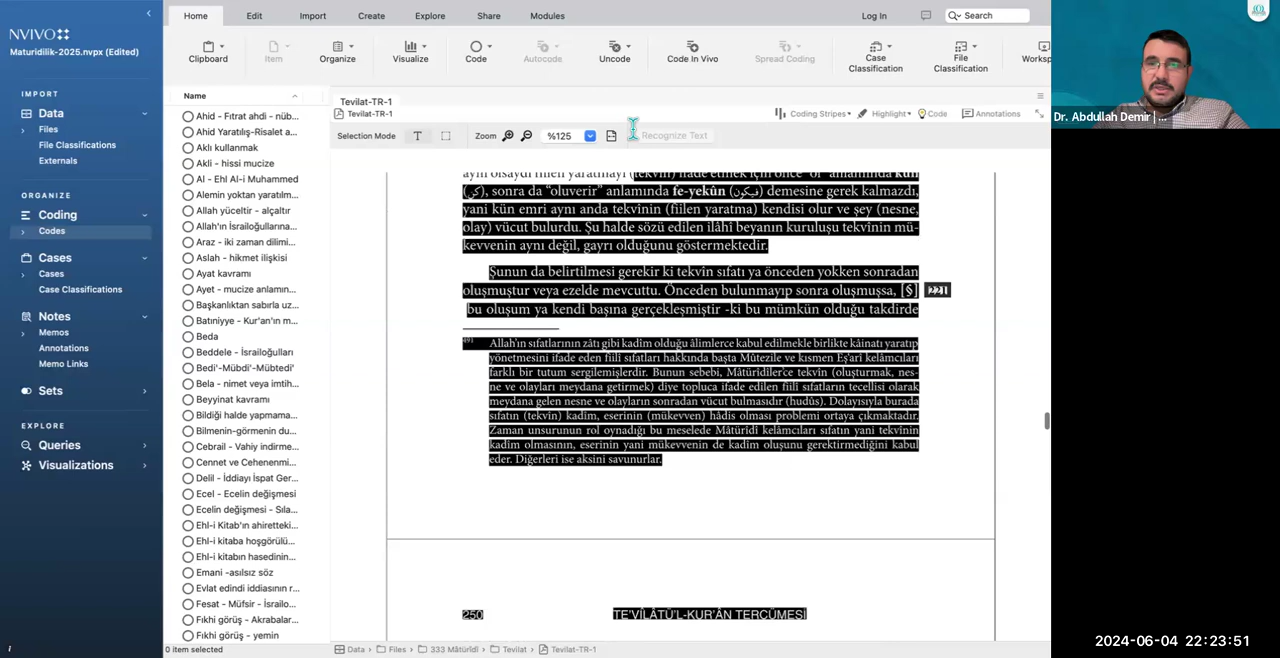 NVIVO
Maturidilik-2025.nvpx (Edited)
IMPORT
Data
Files
File Classifications
Externals
ORGANIZE
Coding
Codes
Cases
Cases
Case Classifications
Notes
Memos
Annotations
Memo Links
Sets
EXPLORE
Queries
Visualizations
Home Edit Import Create Explore Share Modules Log In Search
Clipboard Item Organize Visualize Code Autocode Uncode Code In Vivo Spread Coding Case Classification File Classification Worksp
Name
Ahid - Fıtrat ahdi - nüb...
Ahid Yaratılış-Risalet a...
Aklı kullanmak
Akli - hissi mucize
Al - Ehl Al-i Muhammed
Alemin yoktan yaratılm...
Allah yüceltir - alçaltır
Allah'ın İsrailoğullarına...
Araz - iki zaman dilimi...
Aslah - hikmet ilişkisi
Ayat kavramı
Ayet - mucize anlamın...
Başkanlıktan sabırla uz...
Batıniyye - Kur'an'ın m...
Beda
Beddele - İsrailoğulları
Bedi'-Mübdi'-Mübtedi'
Bela - nimet veya imtih...
Beyyinat kavramı
Bildiği halde yapmama...
Bilmenin-görmenin du...
Cebrail - Vahiy indirme...
Cennet ve Cehenneminin...
Delil - İddiayı İspat Ger...
Ecel - Ecelin değişmesi
Ecelin değişmesi - Sıla...
Ehl-i Kitab'ın ahiretteki...
Ehl-i kitaba hoşgörülü...
Ehl-i kitabın hasedinin...
Emani -asılsız söz
Evlat edindi iddiasının r...
Fesat - Müfsir - İsrailo...
Fıkhi görüş - Akrabalar...
Fıkhi görüş - yemin
0 item selected
Tevilat-TR-1
Tevilat-TR-1 Coding Stripes Highlight Code Annotations
Selection Mode T Zoom %125 Recognize Text
aynı olsaydı fiilen yaratmayı (tekvîn) ifade etmek için önce "ol" anlamında kün
(كن), sonra da "oluverir" anlamında fe-yekûn (فيكون) demesine gerek kalmazdı,
yani kün emri aynı anda tekvînin (fiilen yaratma) kendisi olur ve şey (nesne,
olay) vücut bulurdu. Şu halde sözü edilen ilâhî beyanın kuruluşu tekvînin mü-
kevvenin aynı değil, gayrı olduğunu göstermektedir.
Şunun da belirtilmesi gerekir ki tekvîn sıfatı ya önceden yokken sonradan
oluşmuştur veya ezelde mevcuttu. Önceden bulunmayıp sonra oluşmuşsa, [§]
bu oluşum ya kendi başına gerçekleşmiştir -ki bu mümkün olduğu takdirde
491 Allah'ın sıfatlarının zâtı gibi kadîm olduğu âlimlerce kabul edilmekle birlikte kâinatı yaratıp
yönetmesini ifade eden fiilî sıfatları hakkında başta Mûtezile ve kısmen Eş'arî kelâmcıları
farklı bir tutum sergilemişlerdir. Bunun sebebi, Mâtürîdîler'ce tekvîn (oluşturmak, nes-
ne ve olayları meydana getirmek) diye topluca ifade edilen fiilî sıfatların tecellîsi olarak
meydana gelen nesne ve olayların sonradan vücut bulmasıdır (hudûs). Dolayısıyla burada
sıfatın (tekvîn) kadîm, eserinin (mükevven) hâdis olması problemi ortaya çıkmaktadır.
Zaman unsurunun rol oynadığı bu meselede Mâtürîdî kelâmcıları sıfatın yani tekvînin
kadîm olmasının, eserinin yani mükevvenin de kadîm oluşunu gerektirmediğini kabul
eder. Diğerleri ise aksini savunurlar.
250 TE'VÎLÂTÜ'L-KUR'ÂN TERCÜMESİ
Data > Files > 333 Mâtürîdî > Tevilat > Tevilat-TR-1
Dr. Abdullah Demir | ...
2024-06-04 22:23:51